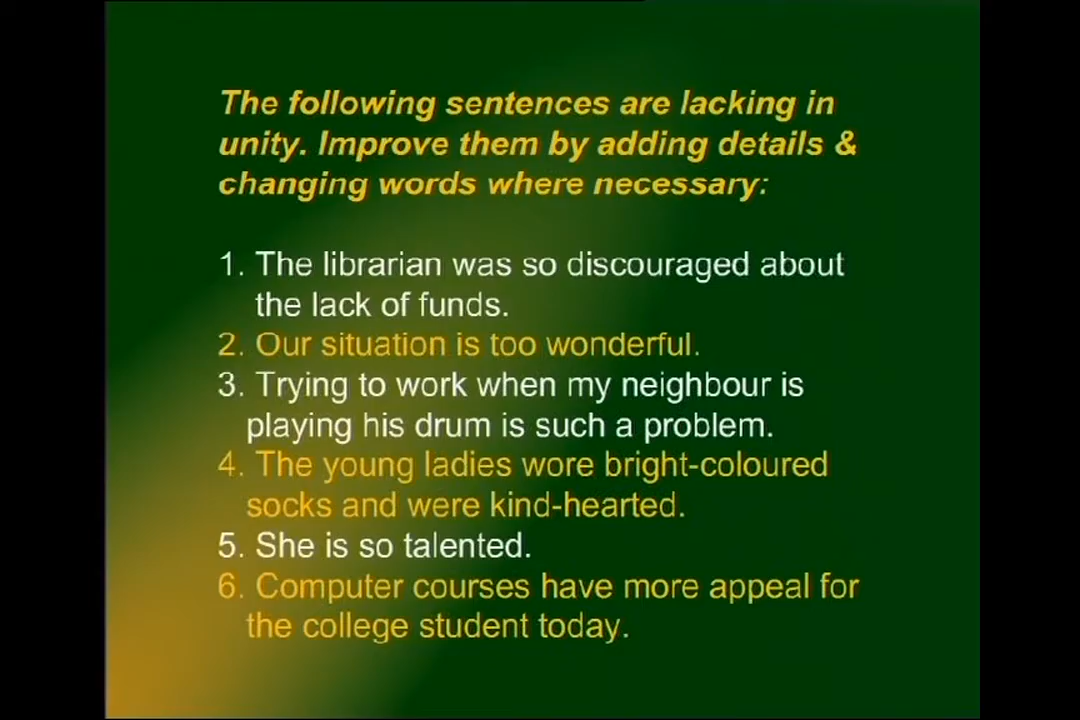 The following sentences are lacking in
unity. Improve them by adding details &
changing words where necessary:
1. The librarian was so discouraged about
the lack of funds.
2. Our situation is too wonderful.
3. Trying to work when my neighbour is
playing his drum is such a problem.
4. The young ladies wore bright-coloured
socks and were kind-hearted.
5. She is so talented.
6. Computer courses have more appeal for
the college student today.